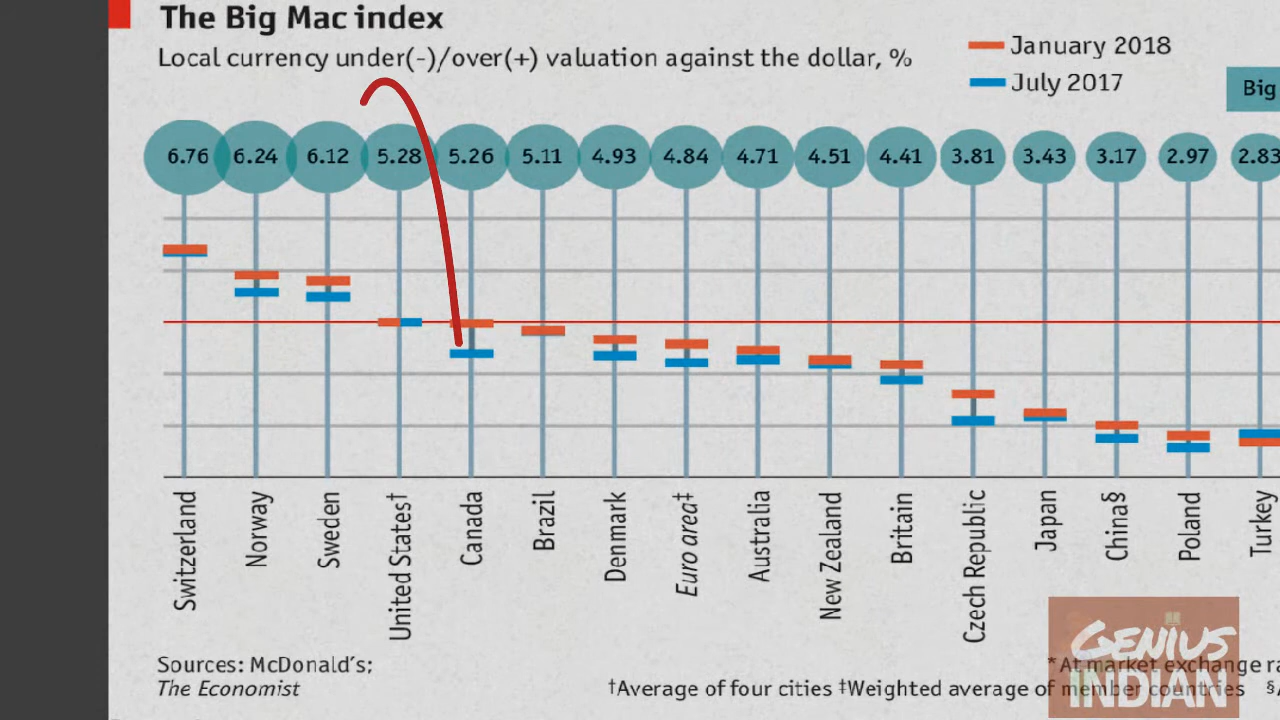 The Big Mac index
Local currency under(-)/over(+) valuation against the dollar, %
January 2018
July 2017
Big
6.76 6.24 6.12 5.28 5.26 5.11 4.93 4.84 4.71 4.51 4.41 3.81 3.43 3.17 2.97 2.83
Switzerland
Norway
Sweden
United States†
Canada
Brazil
Denmark
Euro area‡
Australia
New Zealand
Britain
Czech Republic
Japan
China§
Poland
Turkey
Sources: McDonald's;
The Economist
*At market exchange ra
†Average of four cities ‡Weighted average of member countries §
GENIUS
INDIAN